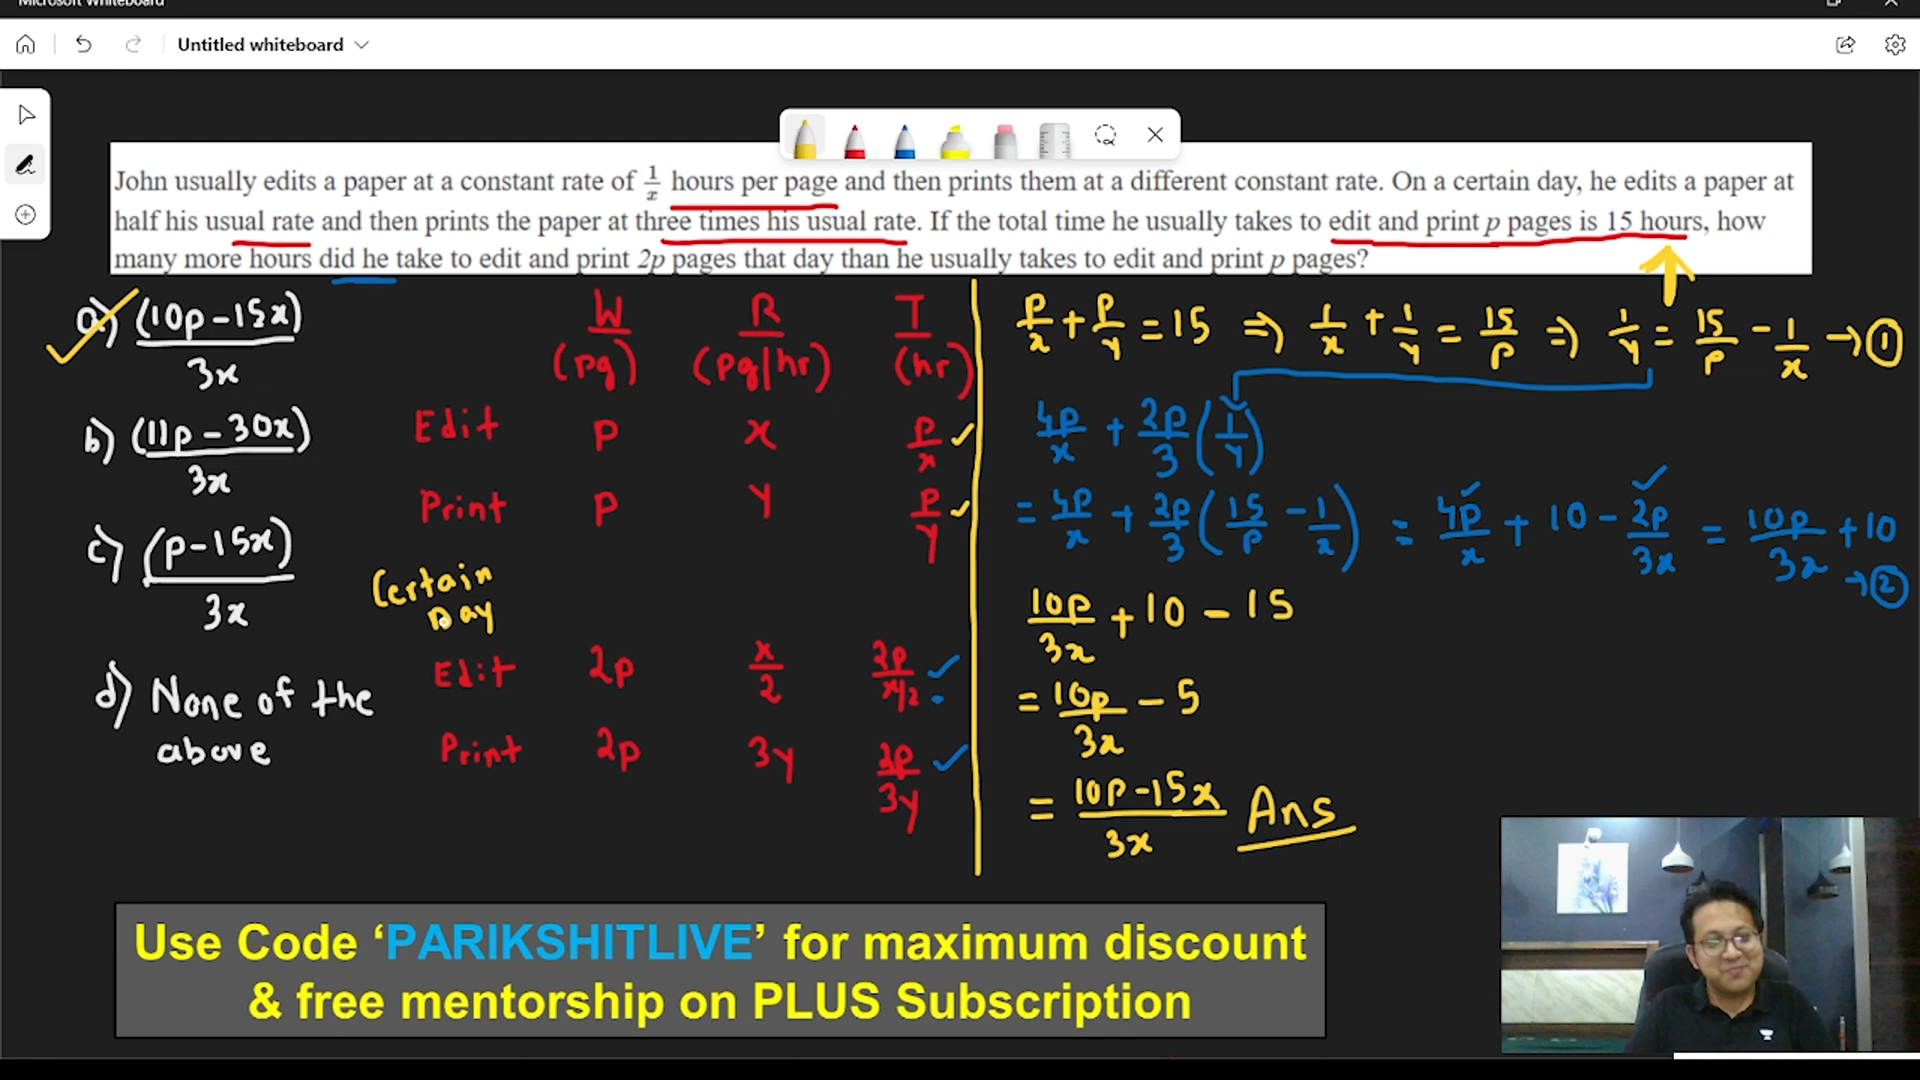 Microsoft Whiteboard
Untitled whiteboard
John usually edits a paper at a constant rate of 1/x hours per page and then prints them at a different constant rate. On a certain day, he edits a paper at
half his usual rate and then prints the paper at three times his usual rate. If the total time he usually takes to edit and print p pages is 15 hours, how
many more hours did he take to edit and print 2p pages that day than he usually takes to edit and print p pages?
a) (10p-15x)/3x
b) (11p-30x)/3x
c) (p-15x)/3x
d) None of the
above
W R T
(pg) (pg/hr) (hr)
Edit p x p/x
Print p y p/y
Certain
Day
Edit 2p x/2 2p/x/2
Print 2p 3y 2p/3y
p/x + p/y = 15 ⇒ 1/x + 1/y = 15/p ⇒ 1/y = 15/p - 1/x → ①
4p/x + 2p/3 (1/y)
= 4p/x + 2p/3 (15/p - 1/x) = 4p/x + 10 - 2p/3x = 10p/3x + 10
→ ②
10p/3x + 10 - 15
= 10p/3x - 5
= 10p-15x/3x Ans
Use Code ‘PARIKSHITLIVE’ for maximum discount
& free mentorship on PLUS Subscription